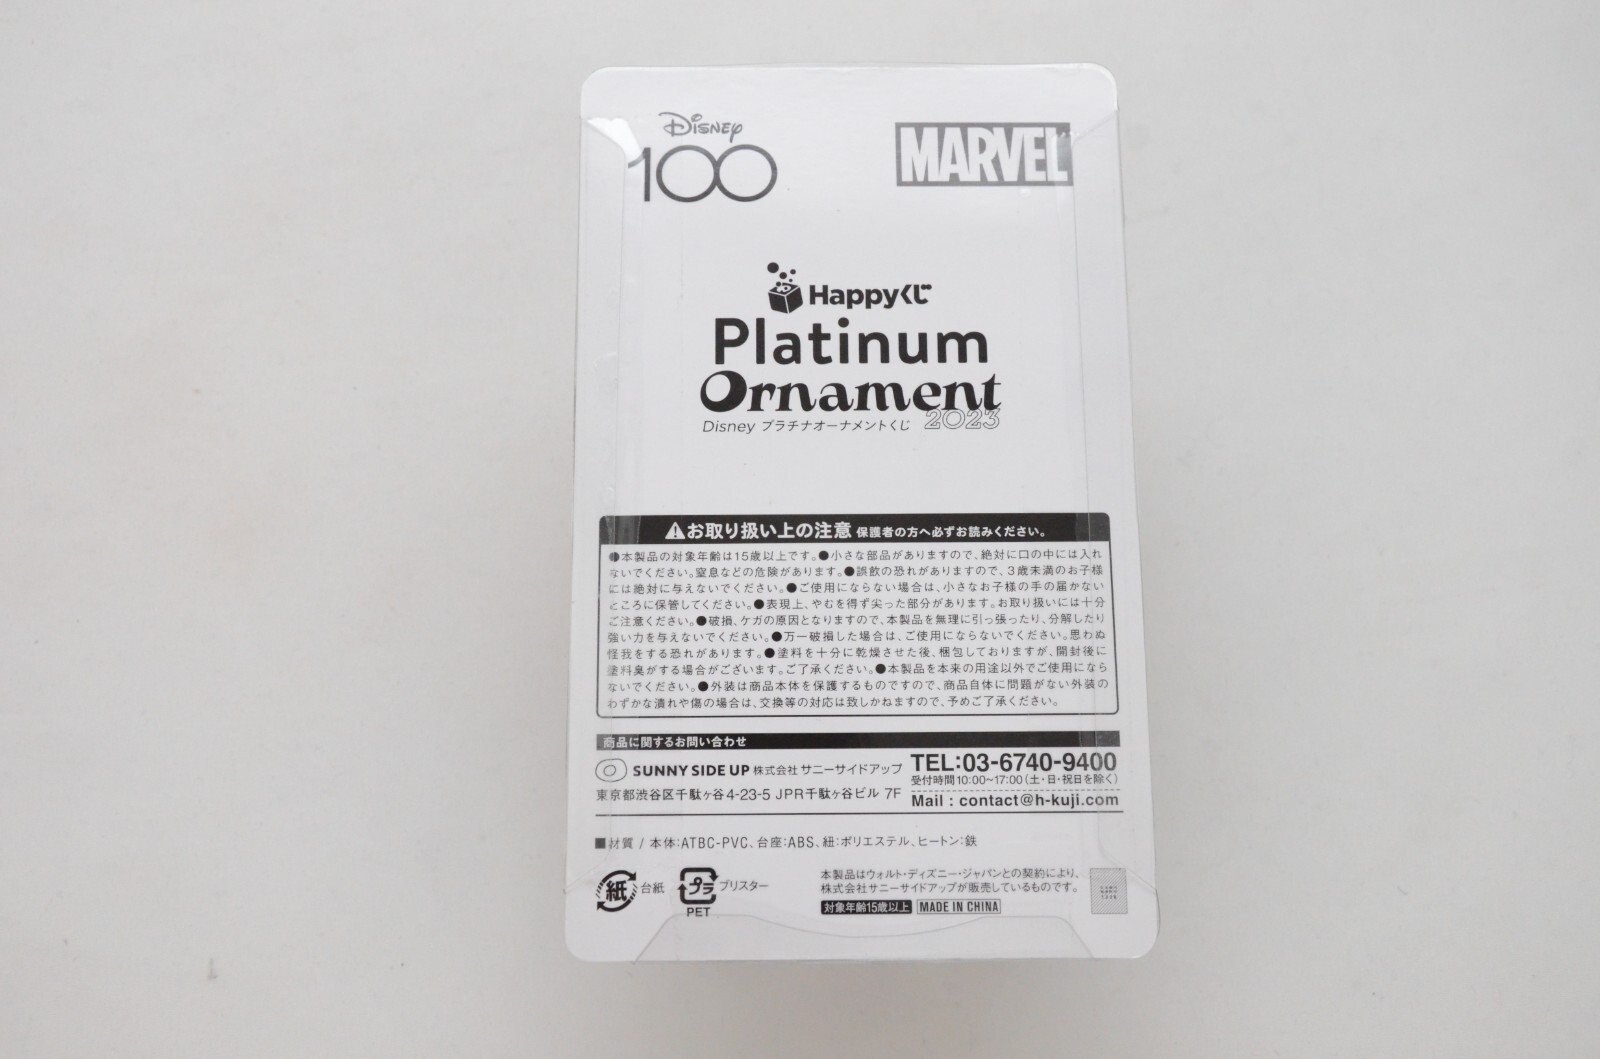 Disney
100
MARVEL
Happyくじ
Platinum
Ornament
2023
Disney プラチナオーナメントくじ
お取り扱い上の注意 保護者の方へ必ずお読みください。
●本製品の対象年齢は15歳以上です。●小さな部品がありますので、絶対に口の中には入れ
ないでください。窒息などの危険があります。●誤飲の恐れがありますので、3歳未満のお子様
には絶対に与えないでください。●ご使用にならない場合は、小さなお子様の手の届かない
ところに保管してください。●表現上、やむを得ず尖った部分があります。お取り扱いには十分
ご注意ください。●破損、ケガの原因となりますので、本製品を無理に引っ張ったり、分解したり
強い力を与えないでください。●万一破損した場合は、ご使用にならないでください。思わぬ
怪我をする恐れがあります。●塗料を十分に乾燥させた後、梱包しておりますが、開封後に
塗料臭がする場合がございます。ご了承ください。●本製品を本来の用途以外でご使用になら
ないでください。●外装は商品本体を保護するものですので、商品自体に問題がない外装の
わずかな潰れや傷の場合は、交換等の対応は致しかねますので、予めご了承ください。
商品に関するお問い合わせ
SUNNY SIDE UP 株式会社 サニーサイドアップ
東京都渋谷区千駄ヶ谷4-23-5 JPR千駄ヶ谷ビル 7F
TEL:03-6740-9400
受付時間10:00~17:00(土・日・祝日を除く)
Mail : contact@h-kuji.com
■材質 / 本体:ATBC-PVC、台座:ABS、紐:ポリエステル、ヒートン:鉄
紙 台紙
プラ ブリスター
PET
本製品はウォルト・ディズニー・ジャパンとの契約により、
株式会社サニーサイドアップが販売しているものです。
対象年齢15歳以上 MADE IN CHINA